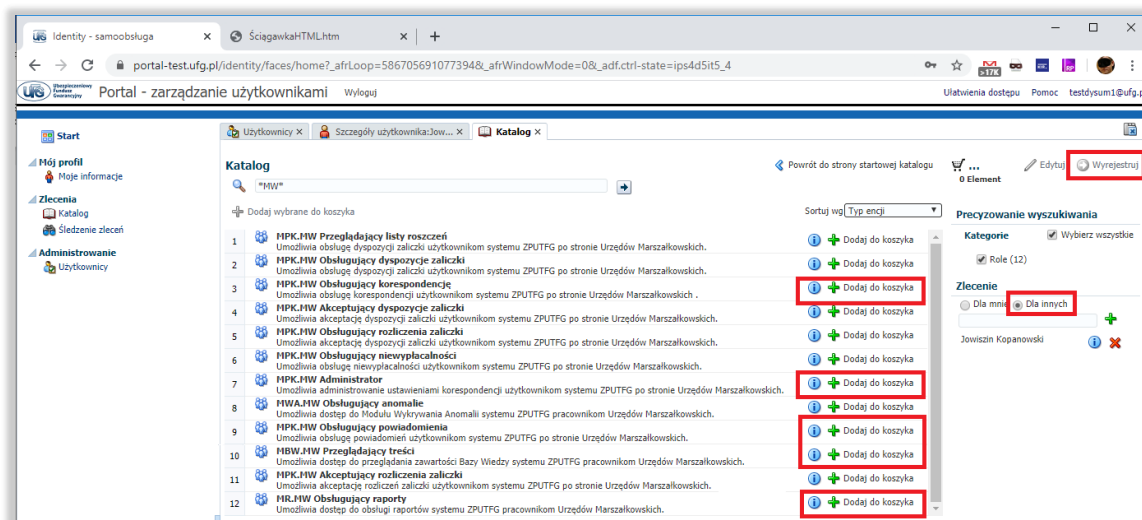 Identity - samoobsługa
ŚciągawkaHTML.htm
portal-test.ufg.pl/identity/faces/home?_afrLoop=5867056910773948&_afrWindowMode=0&_adf.ctrl-state=ips4d5it5_4
>17K
UFG Ubezpieczeniowy Fundusz Gwarancyjny Portal - zarządzanie użytkownikami Wyloguj
Ułatwienia dostępu Pomoc testdysum1@ufg.p
Start
Mój profil
Moje informacje
Zlecenia
Katalog
Śledzenie zleceń
Administrowanie
Użytkownicy
Użytkownicy
Szczegóły użytkownika:Jow...
Katalog
Katalog
Powrót do strony startowej katalogu
...
0 Element
Edytuj
Wyrejestruj
*MW*
Dodaj wybrane do koszyka
Sortuj wg Typ encji
1 MPK.MW Przeglądający listy roszczeń Dodaj do koszyka
Umożliwia obsługę dyspozycji zaliczki użytkownikom systemu ZPUTFG po stronie Urzędów Marszałkowskich.
2 MPK.MW Obsługujący dyspozycje zaliczki Dodaj do koszyka
Umożliwia obsługę dyspozycji zaliczki użytkownikom systemu ZPUTFG po stronie Urzędów Marszałkowskich.
3 MPK.MW Obsługujący korespondencję Dodaj do koszyka
Umożliwia obsługę korespondencji użytkownikom systemu ZPUTFG po stronie Urzędów Marszałkowskich .
4 MPK.MW Akceptujący dyspozycje zaliczki Dodaj do koszyka
Umożliwia akceptację dyspozycji zaliczki użytkownikom systemu ZPUTFG po stronie Urzędów Marszałkowskich.
5 MPK.MW Obsługujący rozliczenia zaliczki Dodaj do koszyka
Umożliwia akceptację dyspozycji zaliczki użytkownikom systemu ZPUTFG po stronie Urzędów Marszałkowskich.
6 MPK.MW Obsługujący niewypłacalności Dodaj do koszyka
Umożliwia obsługę niewypłacalności użytkownikom systemu ZPUTFG po stronie Urzędów Marszałkowskich.
7 MPK.MW Administrator Dodaj do koszyka
Umożliwia administrowanie ustawieniami korespondencji użytkownikom systemu ZPUTFG po stronie Urzędów Marszałkowskich.
8 MWA.MW Obsługujący anomalie Dodaj do koszyka
Umożliwia dostęp do Modułu Wykrywania Anomalii systemu ZPUTFG pracownikom Urzędów Marszałkowskich.
9 MPK.MW Obsługujący powiadomienia Dodaj do koszyka
Umożliwia obsługę powiadomień użytkownikom systemu ZPUTFG po stronie Urzędów Marszałkowskich.
10 MBW.MW Przeglądający treści Dodaj do koszyka
Umożliwia dostęp do przeglądania zawartości Bazy Wiedzy systemu ZPUTFG pracownikom Urzędów Marszałkowskich.
11 MPK.MW Akceptujący rozliczenia zaliczki Dodaj do koszyka
Umożliwia akceptację rozliczeń zaliczki użytkownikom systemu ZPUTFG po stronie Urzędów Marszałkowskich.
12 MR.MW Obsługujący raporty Dodaj do koszyka
Umożliwia dostęp do obsługi raportów systemu ZPUTFG pracownikom Urzędów Marszałkowskich.
Precyzowanie wyszukiwania
Kategorie Wybierz wszystkie
Role (12)
Zlecenie
Dla mnie Dla innych
Jowiszin Kopanowski